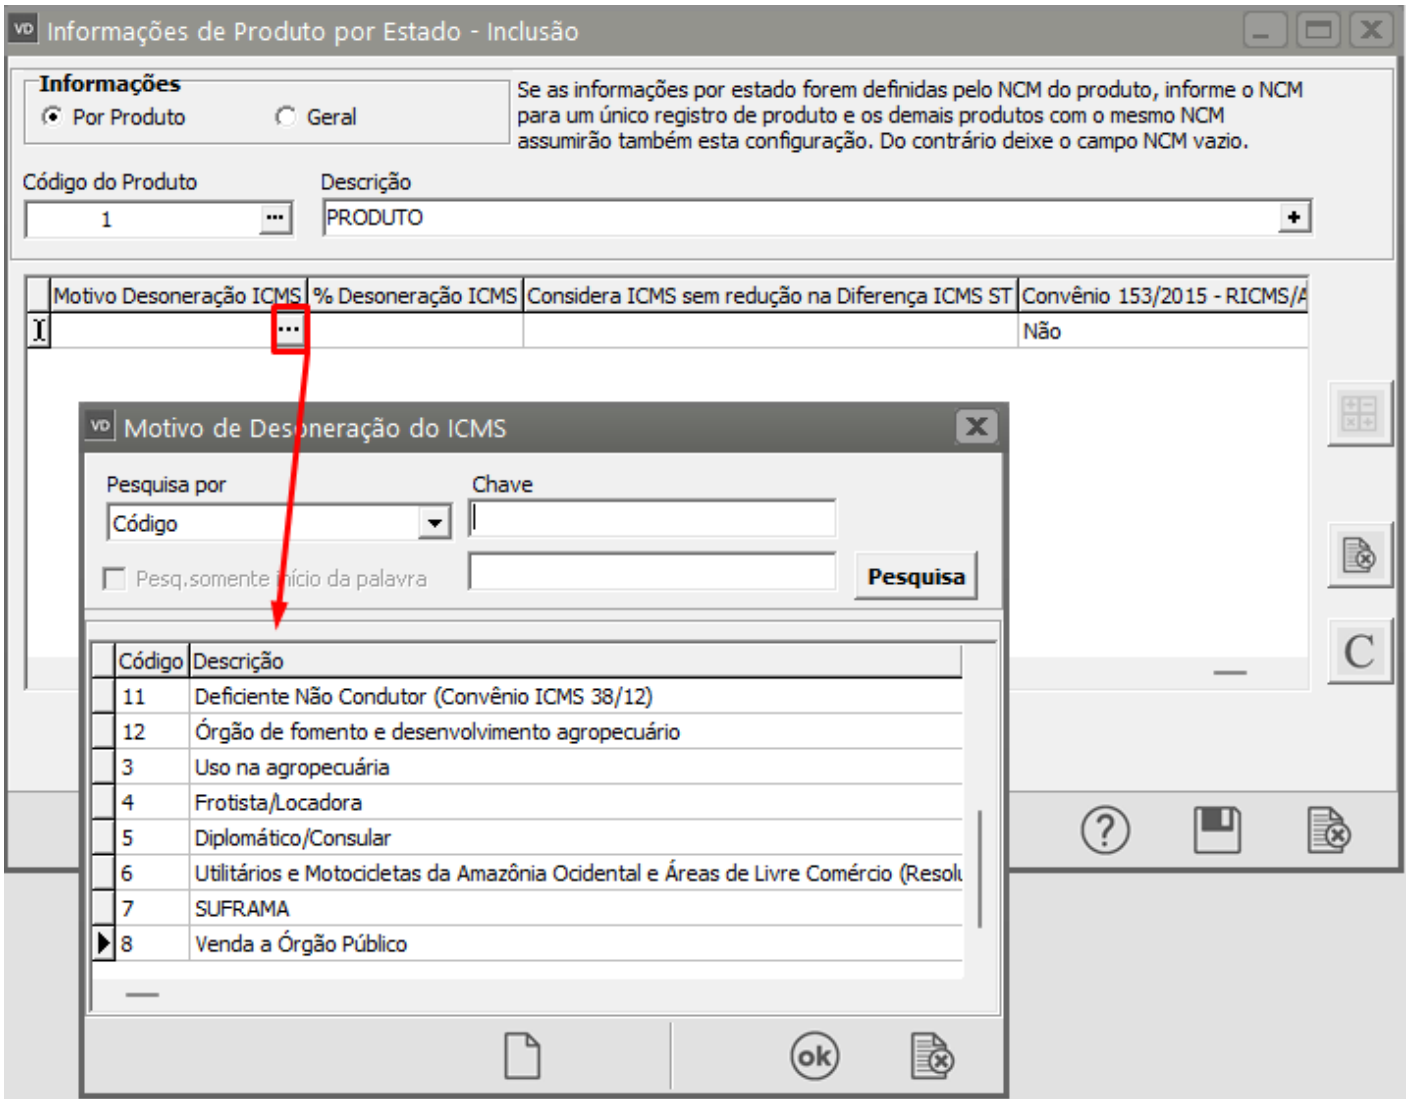 VD Informações de Produto por Estado - Inclusão
Informações
Por Produto
Geral
Se as informações por estado forem definidas pelo NCM do produto, informe o NCM
para um único registro de produto e os demais produtos com o mesmo NCM
assumirão também esta configuração. Do contrário deixe o campo NCM vazio.
Código do Produto
Descrição
1
PRODUTO
Motivo Desoneração ICMS
% Desoneração ICMS
Considera ICMS sem redução na Diferença ICMS ST
Convênio 153/2015 - RICMS/A
Não
VD Motivo de Desoneração do ICMS
Pesquisa por
Chave
Código
Pesq.somente início da palavra
Pesquisa
C
Código
Descrição
11 Deficiente Não Condutor (Convênio ICMS 38/12)
12 Órgão de fomento e desenvolvimento agropecuário
3 Uso na agropecuária
4 Frotista/Locadora
5 Diplomático/Consular
6 Utilitários e Motocicletas da Amazônia Ocidental e Áreas de Livre Comércio (Resolu
7 SUFRAMA
8 Venda a Órgão Público
?
ok